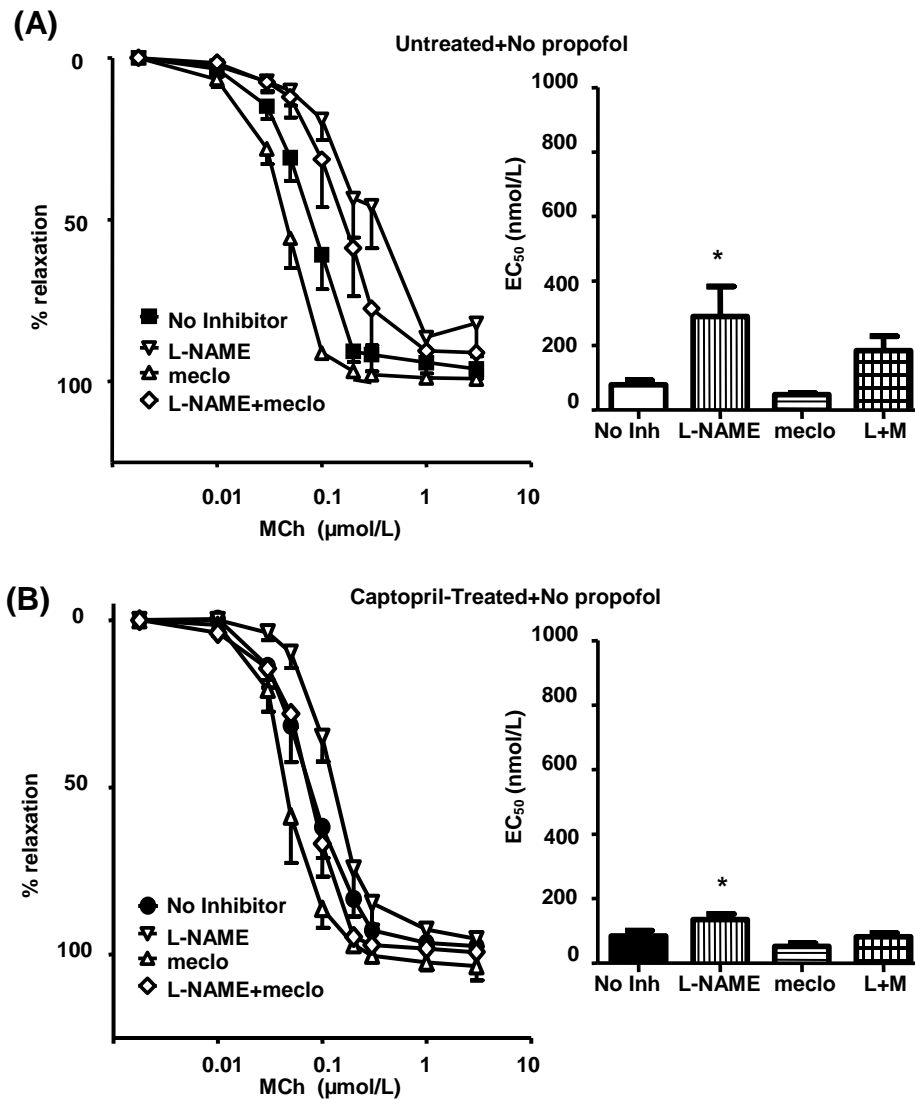 (A)
Untreated+No propofol
0
50
100
% relaxation
No Inhibitor
L-NAME
meclo
L-NAME+meclo
0.01
0.1
1
10
MCh (µmol/L)
1000
800
600
400
200
0
EC₅₀ (nmol/L)
*
No Inh
L-NAME
meclo
L+M
(B)
Captopril-Treated+No propofol
0
50
100
% relaxation
No Inhibitor
L-NAME
meclo
L-NAME+meclo
0.01
0.1
1
10
MCh (µmol/L)
1000
800
600
400
200
0
EC₅₀ (nmol/L)
*
No Inh
L-NAME
meclo
L+M